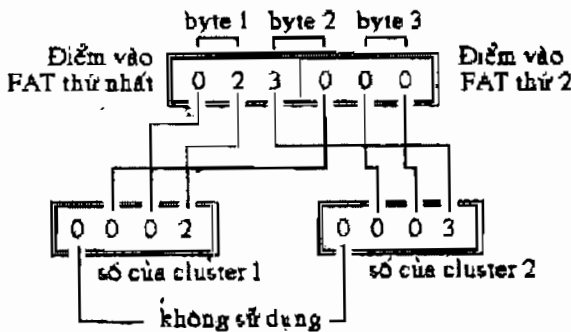 byte 1 byte 2 byte 3
Điểm vào FAT thứ nhất
0 2 3 0 0 0
Điểm vào FAT thứ 2
0 0 0 2
0 0 0 3
số của cluster 1
số của cluster 2
không sử dụng